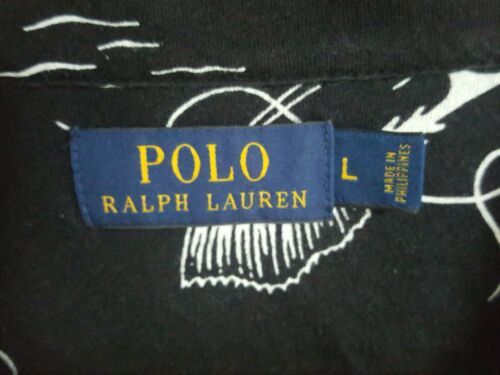 POLO
RALPH LAUREN
L
MADE IN
PHILIPPINES